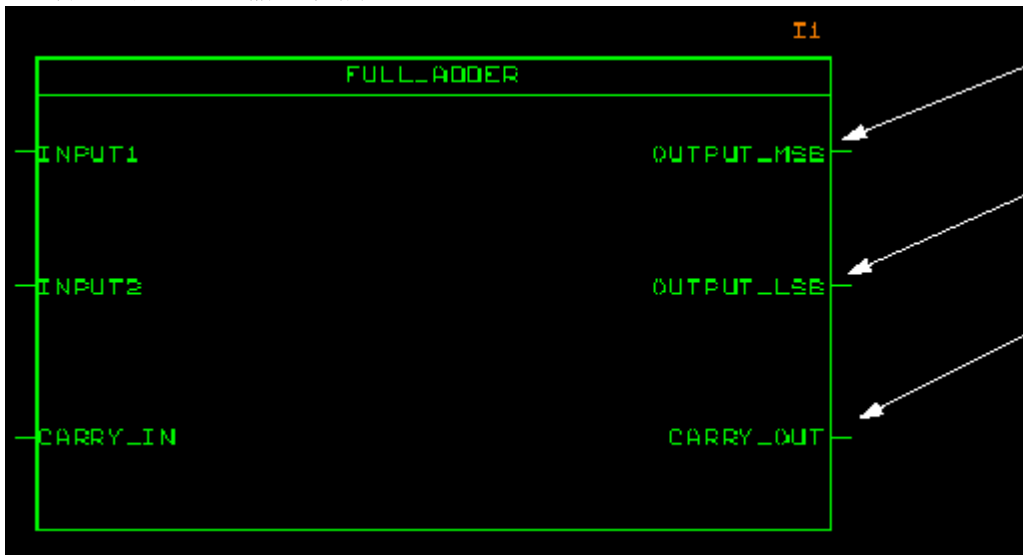 I1
FULL_ADDER
INPUT1 OUTPUT_MSB
INPUT2 OUTPUT_LSB
CARRY_IN CARRY_OUT